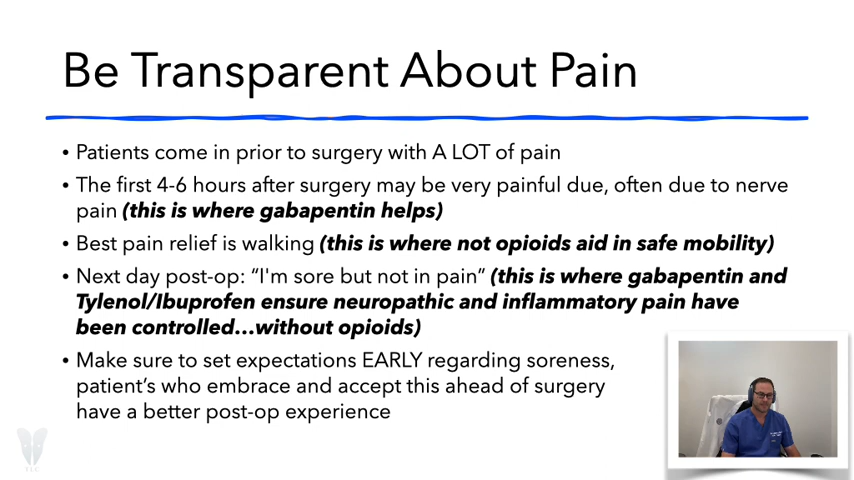 Be Transparent About Pain
• Patients come in prior to surgery with A LOT of pain
• The first 4-6 hours after surgery may be very painful due, often due to nerve
pain (this is where gabapentin helps)
• Best pain relief is walking (this is where not opioids aid in safe mobility)
• Next day post-op: “I'm sore but not in pain” (this is where gabapentin and
Tylenol/Ibuprofen ensure neuropathic and inflammatory pain have
been controlled...without opioids)
• Make sure to set expectations EARLY regarding soreness,
patient’s who embrace and accept this ahead of surgery
have a better post-op experience